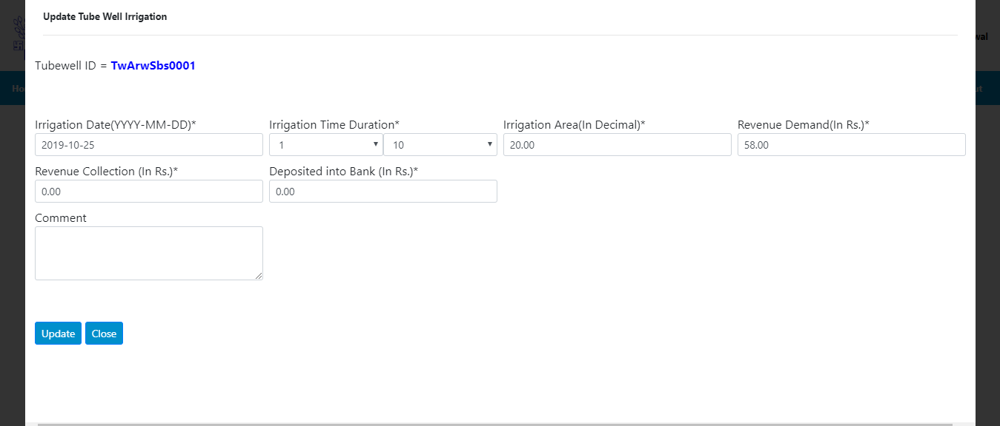 Update Tube Well Irrigation
Tubewell ID = TwArwSbs0001
Irrigation Date(YYYY-MM-DD)* Irrigation Time Duration* Irrigation Area(In Decimal)* Revenue Demand(In Rs.)*
2019-10-25 1 10 20.00 58.00
Revenue Collection (In Rs.)* Deposited into Bank (In Rs.)*
0.00 0.00
Comment
Update Close